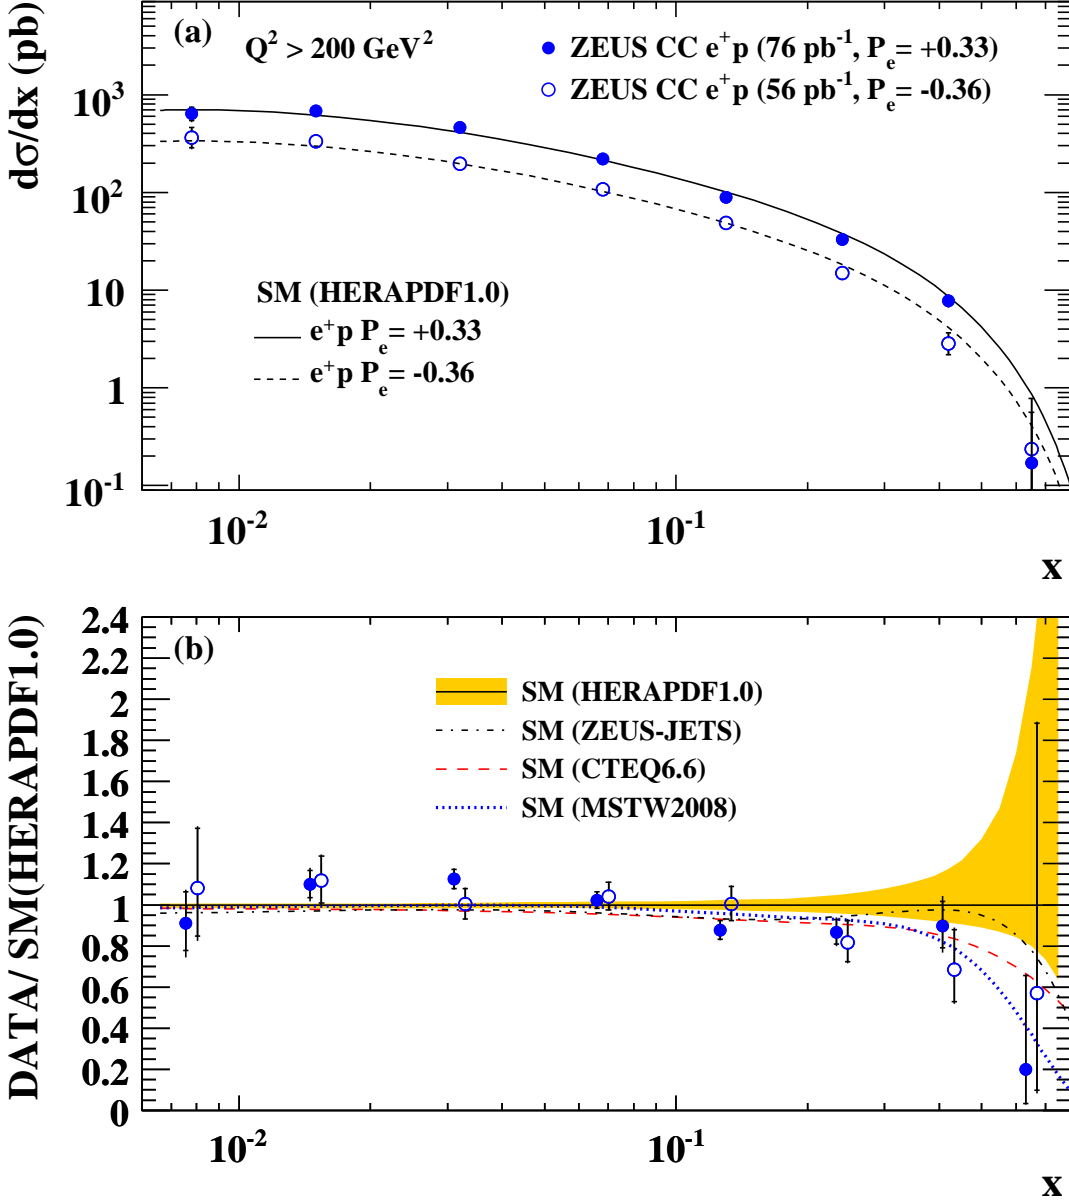 (a)
Q² > 200 GeV²
ZEUS CC e⁺p (76 pb⁻¹, Pₑ= +0.33)
ZEUS CC e⁺p (56 pb⁻¹, Pₑ= -0.36)
dσ/dx (pb)
10³
10²
10
1
10⁻¹
SM (HERAPDF1.0)
e⁺p Pₑ= +0.33
e⁺p Pₑ= -0.36
10⁻²
10⁻¹
x
(b)
DATA/ SM(HERAPDF1.0)
2.4
2.2
2
1.8
1.6
1.4
1.2
1
0.8
0.6
0.4
0.2
0
SM (HERAPDF1.0)
SM (ZEUS-JETS)
SM (CTEQ6.6)
SM (MSTW2008)
10⁻²
10⁻¹
x